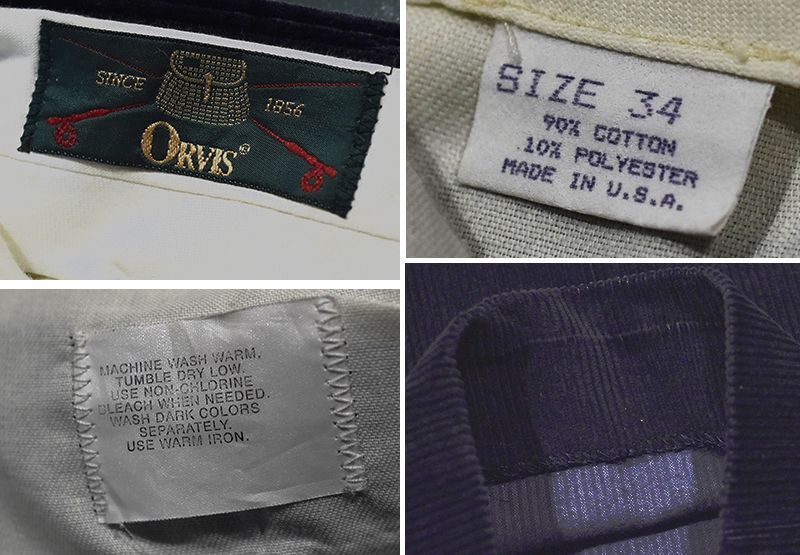 SINCE
1856
ORVIS
SIZE 34
90% COTTON
10% POLYESTER
MADE IN U.S.A.
MACHINE WASH WARM,
TUMBLE DRY LOW.
USE NON-CHLORINE
BLEACH WHEN NEEDED.
WASH DARK COLORS
SEPARATELY.
USE WARM IRON.